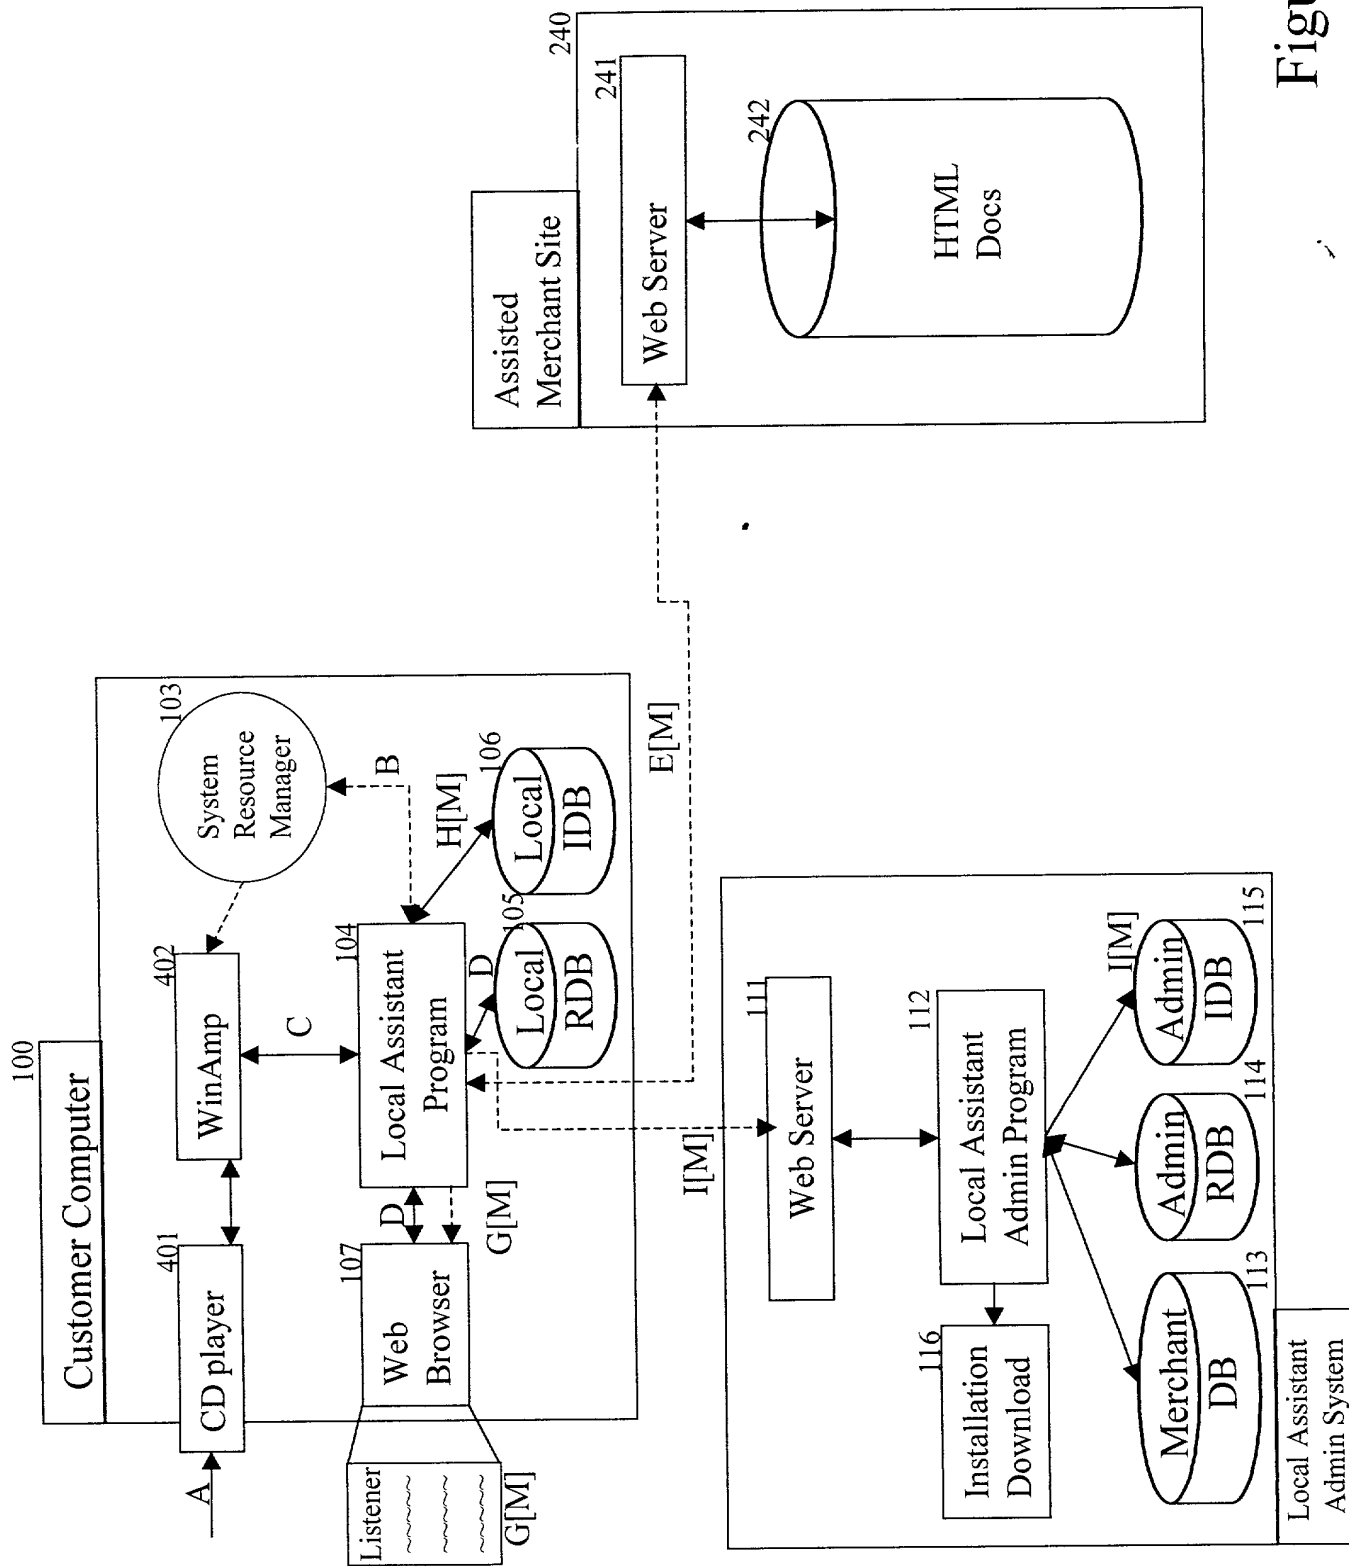 100
Customer Computer
A
401
CD player
402
WinAmp
103
System
Resource
Manager
C
B
Listener
G[M]
107
Web
Browser
D
G[M]
104
Local Assistant
Program
D
H[M]
105
Local
RDB
106
Local
IDB
E[M]
I[M]
Assisted
Merchant Site
240
241
Web Server
242
HTML
Docs
111
Web Server
112
Local Assistant
Admin Program
116
Installation
Download
I[M]
Merchant
DB
113
Admin
RDB
114
Admin
IDB
115
Local Assistant
Admin System